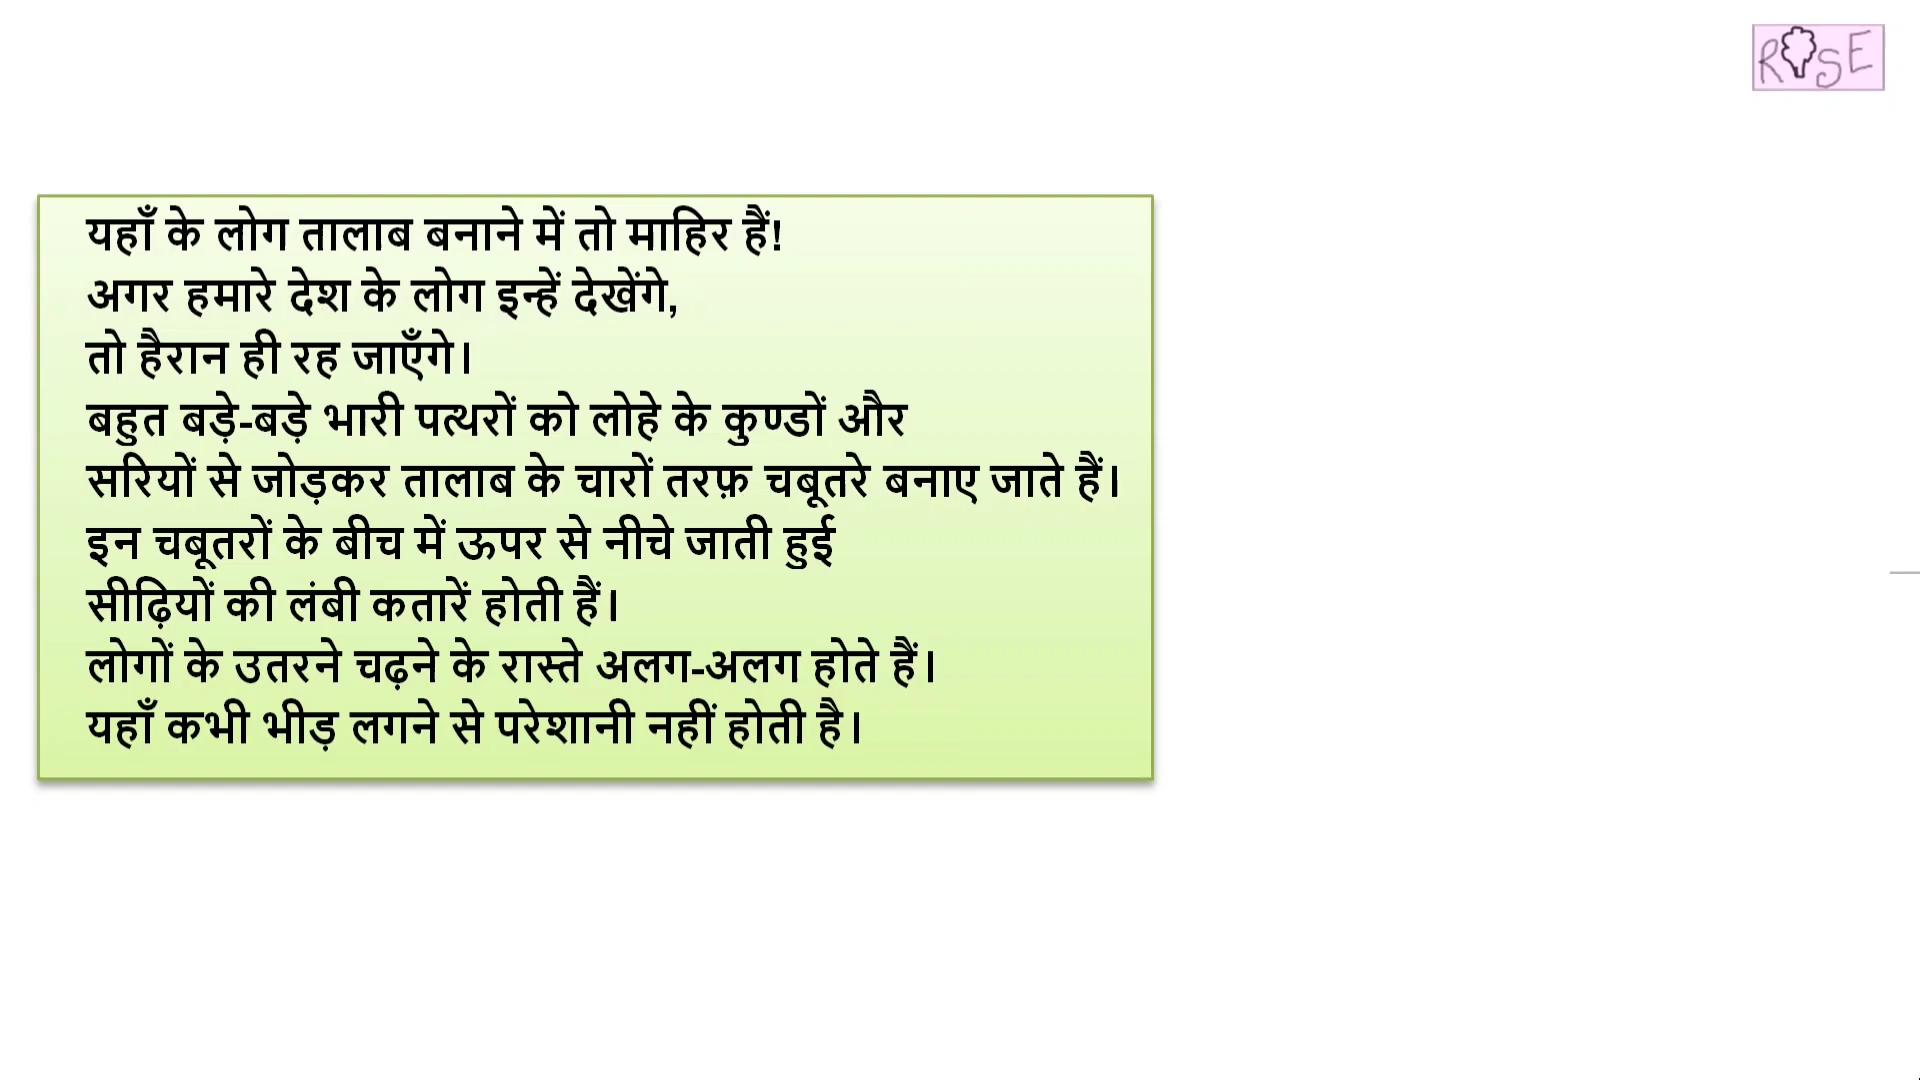 ROSE
यहाँ के लोग तालाब बनाने में तो माहिर हैं!
अगर हमारे देश के लोग इन्हें देखेंगे,
तो हैरान ही रह जाएँगे।
बहुत बड़े-बड़े भारी पत्थरों को लोहे के कुण्डों और
सरियों से जोड़कर तालाब के चारों तरफ़ चबूतरे बनाए जाते हैं।
इन चबूतरों के बीच में ऊपर से नीचे जाती हुई
सीढ़ियों की लंबी कतारें होती हैं।
लोगों के उतरने चढ़ने के रास्ते अलग-अलग होते हैं।
यहाँ कभी भीड़ लगने से परेशानी नहीं होती है।